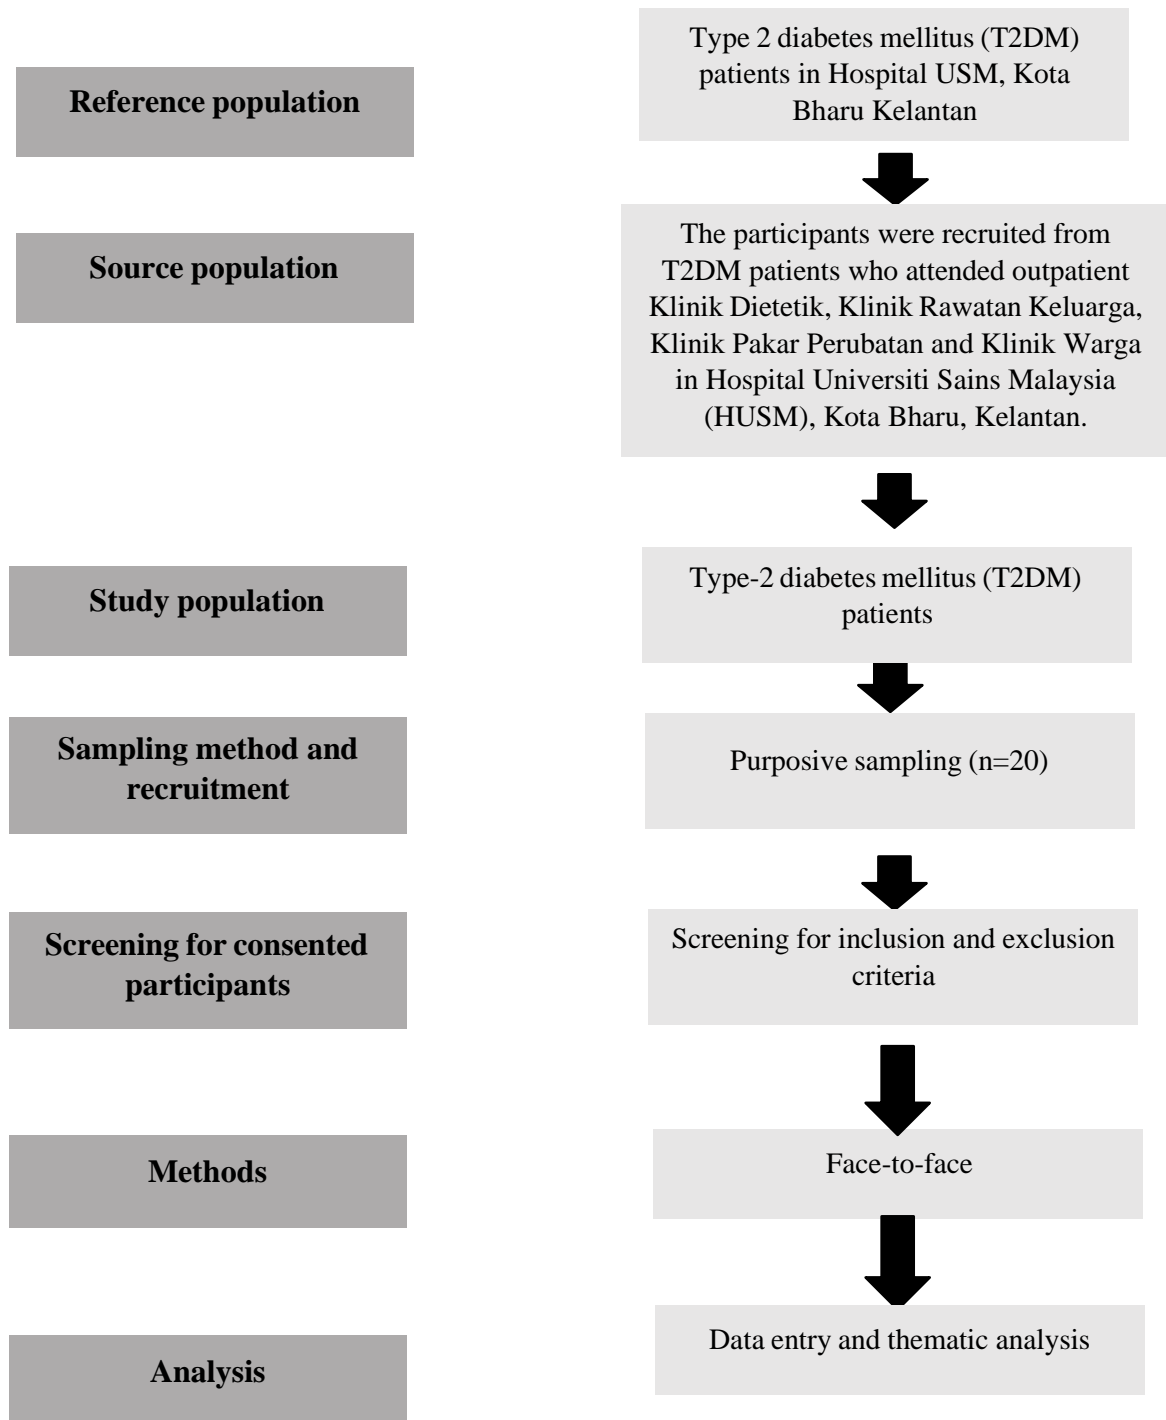 Reference population
Type 2 diabetes mellitus (T2DM)
patients in Hospital USM, Kota
Bharu Kelantan
Source population
The participants were recruited from
T2DM patients who attended outpatient
Klinik Dietetik, Klinik Rawatan Keluarga,
Klinik Pakar Perubatan and Klinik Warga
in Hospital Universiti Sains Malaysia
(HUSM), Kota Bharu, Kelantan.
Study population
Type-2 diabetes mellitus (T2DM)
patients
Sampling method and
recruitment
Purposive sampling (n=20)
Screening for consented
participants
Screening for inclusion and exclusion
criteria
Methods
Face-to-face
Analysis
Data entry and thematic analysis